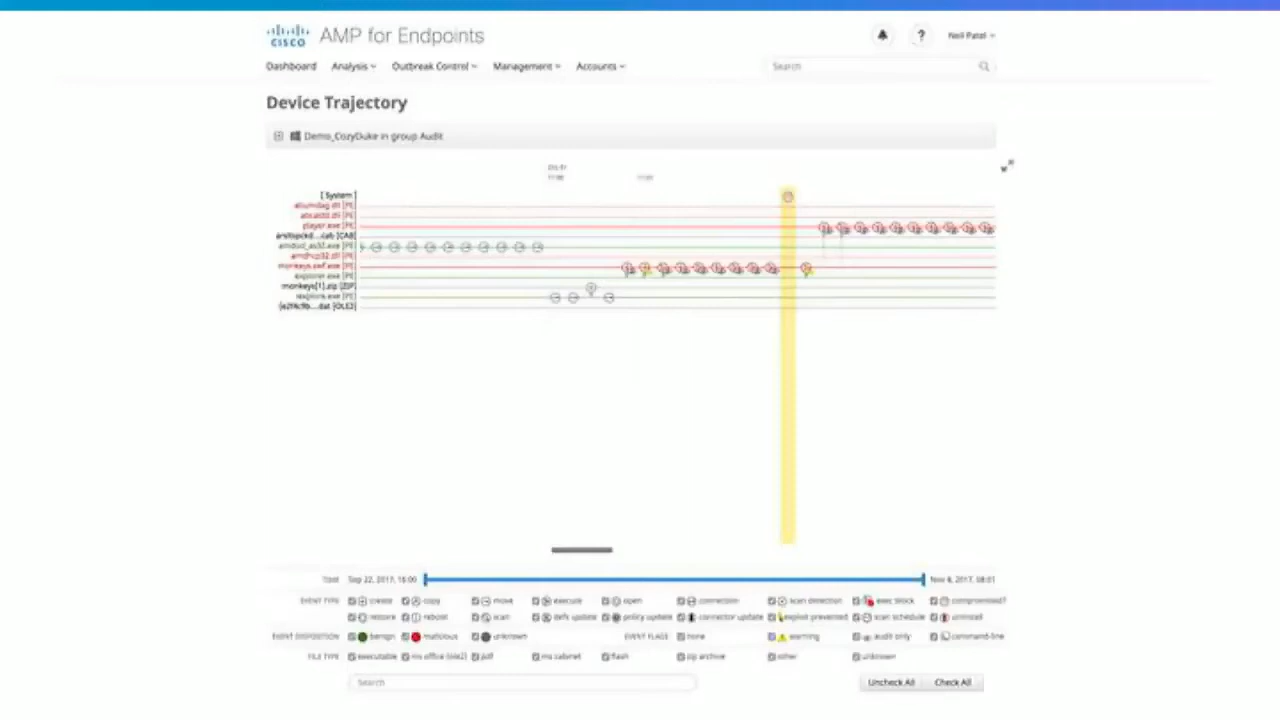 CISCO AMP for Endpoints
? Neil Patel
Dashboard Analysis Outbreak Control Management Accounts Search
Device Trajectory
Demo_CozyDuke in group Audit
[ System ]
player.exe [PE]
monkeys.swf.exe [PE]
explorer.exe [PE]
monkeys[1].zip [ZIP]
iexplore.exe [PE]
Total Sep 22, 2017, 16:00 Nov 6, 2017, 08:01
EVENT TYPE create copy move execute open connection scan detection exec block compromised?
restore reboot scan defs update policy update connector update exploit prevented scan schedule uninstall
EVENT DISPOSITION benign malicious unknown EVENT FLAGS none warning audit only command-line
FILE TYPE executable ms office (ole2) pdf ms cabinet flash zip archive other unknown
Search Uncheck All Check All